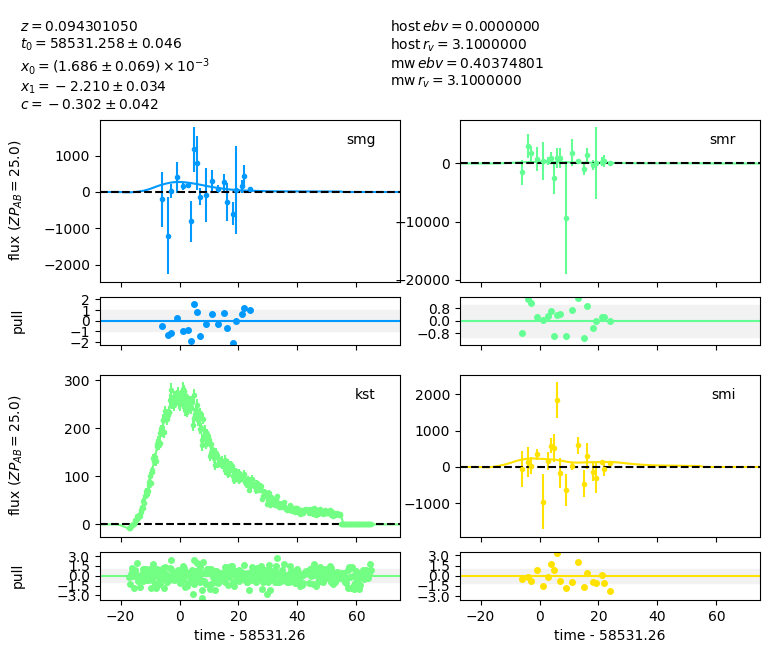 z = 0.094301050
t₀ = 58531.258 ± 0.046
x₀ = (1.686 ± 0.069) × 10⁻³
x₁ = −2.210 ± 0.034
c = −0.302 ± 0.042
host ebv = 0.0000000
host r_v = 3.1000000
mw ebv = 0.40374801
mw r_v = 3.1000000
smg
flux (ZP_AB = 25.0)
1000
0
−1000
−2000
smr
0
−10000
−20000
pull
2
1
0
−1
−2
0.8
0.0
−0.8
kst
flux (ZP_AB = 25.0)
300
200
100
0
smi
2000
1000
0
−1000
pull
3.0
1.5
0.0
−1.5
−3.0
3.0
1.5
0.0
−1.5
−3.0
−20 0 20 40 60
time - 58531.26
−20 0 20 40 60
time - 58531.26